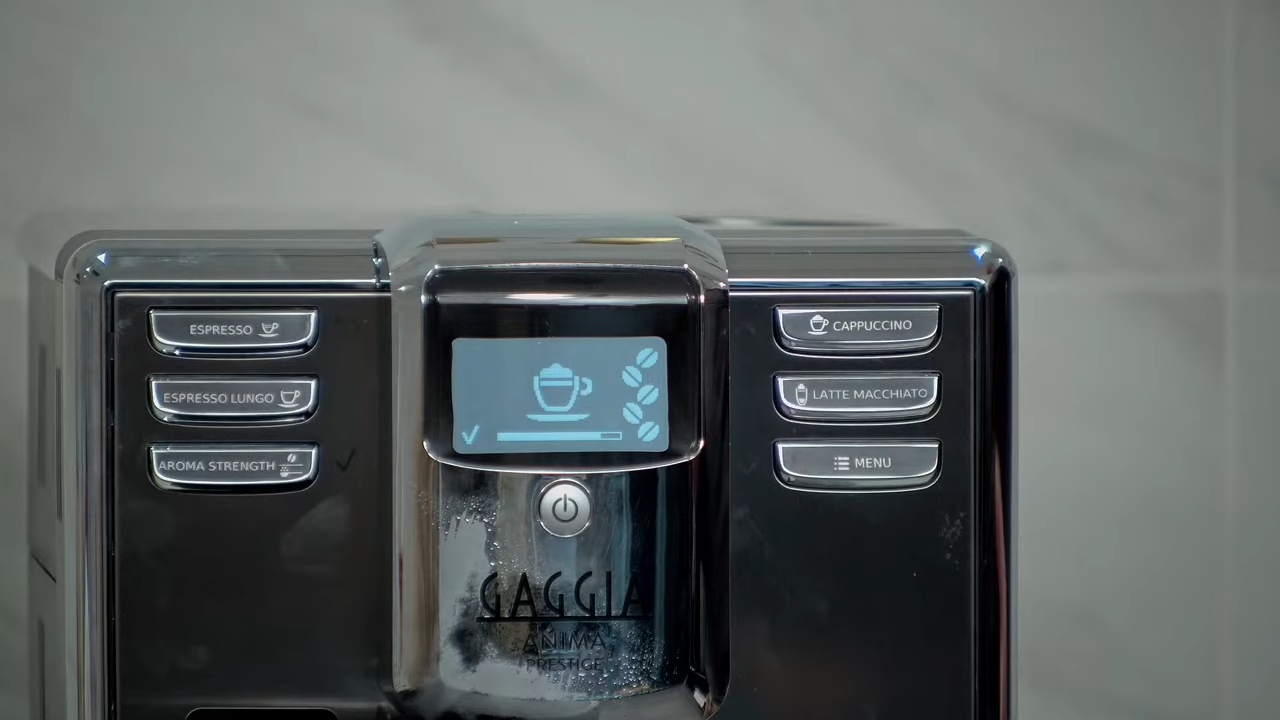 ESPRESSO
ESPRESSO LUNGO
AROMA STRENGTH
GAGGIA
ANIMA
PRESTIGE
CAPPUCCINO
LATTE MACCHIATO
MENU